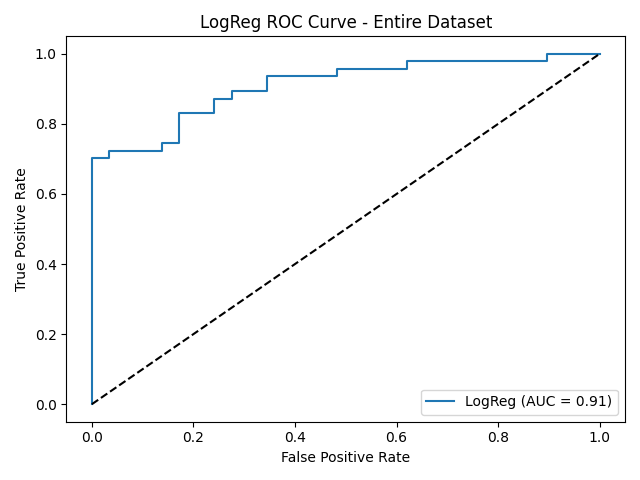 LogReg ROC Curve - Entire Dataset
1.0
0.8
0.6
0.4
0.2
0.0
True Positive Rate
LogReg (AUC = 0.91)
0.0 0.2 0.4 0.6 0.8 1.0
False Positive Rate